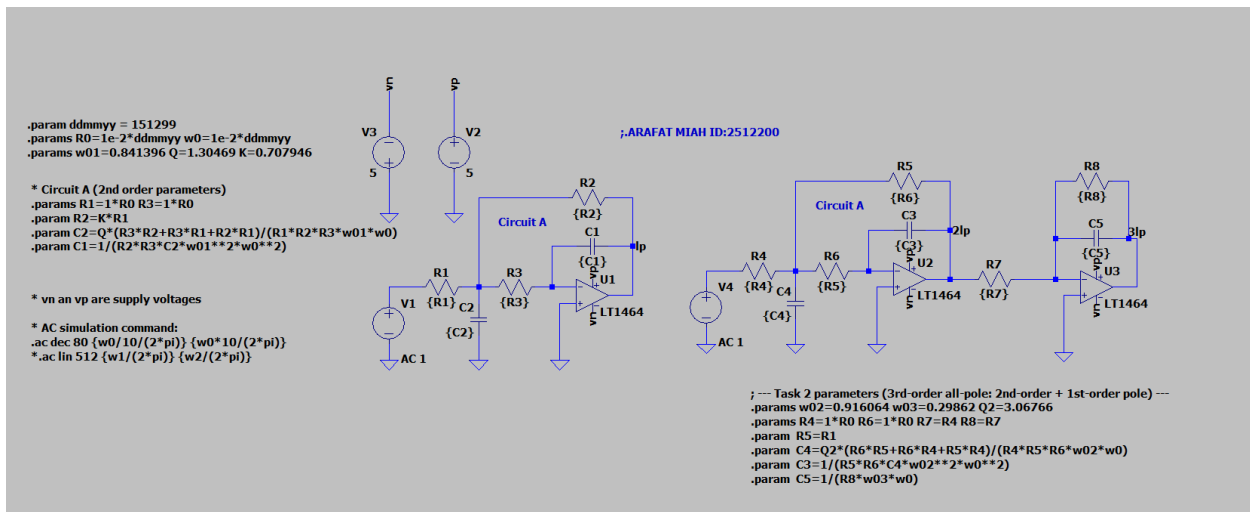 .param ddmmyy = 151299
.params R0=1e-2*ddmmyy w0=1e-2*ddmmyy
.params w01=0.841396 Q=1.30469 K=0.707946
* Circuit A (2nd order parameters)
.params R1=1*R0 R3=1*R0
.param R2=K*R1
.param C2=Q*(R3*R2+R3*R1+R2*R1)/(R1*R2*R3*w01*w0)
.param C1=1/(R2*R3*C2*w01**2*w0**2)
* vn an vp are supply voltages
* AC simulation command:
.ac dec 80 {w0/10/(2*pi)} {w0*10/(2*pi)}
*.ac lin 512 {w1/(2*pi)} {w2/(2*pi)}
vn
V3
5
vp
V2
5
;.ARAFAT MIAH ID:2512200
R2
{R2}
Circuit A
C1
{C1}
lp
R1
{R1}
R3
{R3}
vp
U1
LT1464
vn
V1
C2
{C2}
AC 1
R5
{R6}
Circuit A
C3
{C3}
2lp
R4
{R4}
R6
{R5}
vp
U2
LT1464
vn
V4
C4
{C4}
AC 1
R7
{R7}
R8
{R8}
C5
{C5}
3lp
vp
U3
LT1464
vn
; --- Task 2 parameters (3rd-order all-pole: 2nd-order + 1st-order pole) ---
.params w02=0.916064 w03=0.29862 Q2=3.06766
.params R4=1*R0 R6=1*R0 R7=R4 R8=R7
.param R5=R1
.param C4=Q2*(R6*R5+R6*R4+R5*R4)/(R4*R5*R6*w02*w0)
.param C3=1/(R5*R6*C4*w02**2*w0**2)
.param C5=1/(R8*w03*w0)